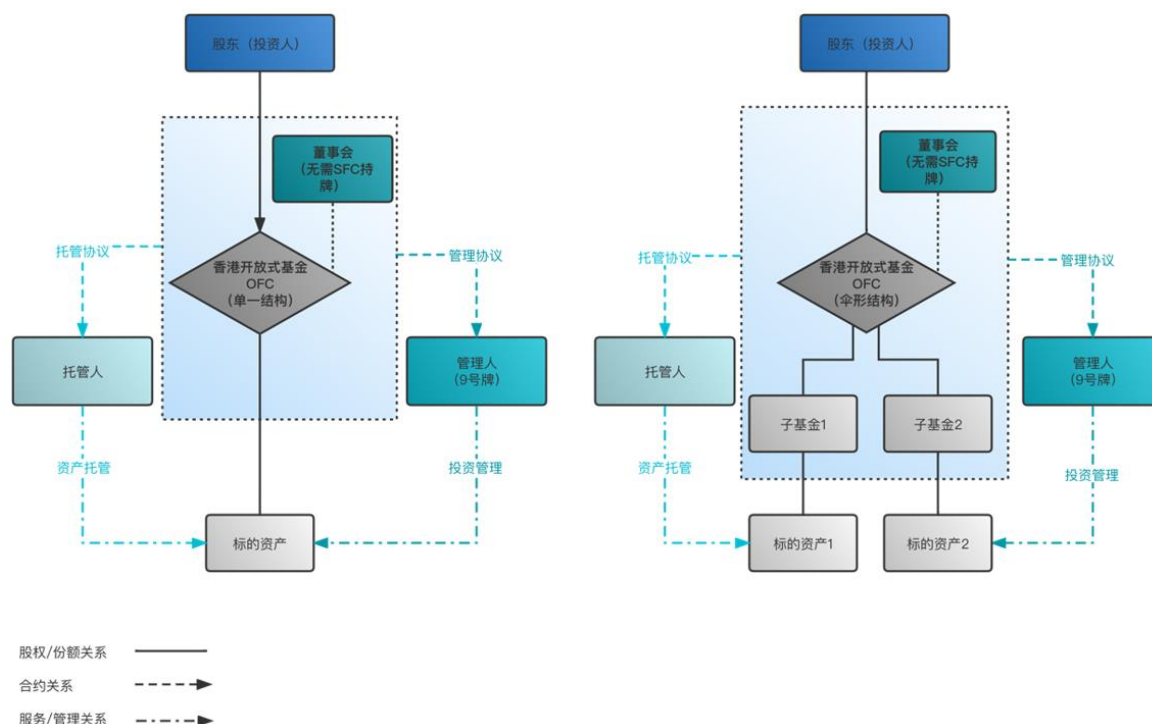 股东（投资人）
董事会
（无需SFC持
牌）
托管协议
管理协议
香港开放式基金
OFC
（单一结构）
托管人
管理人
（9号牌）
资产托管
投资管理
标的资产
股东（投资人）
董事会
（无需SFC持
牌）
托管协议
管理协议
香港开放式基金
OFC
（伞形结构）
托管人
管理人
（9号牌）
子基金1
子基金2
资产托管
投资管理
标的资产1
标的资产2
股权/份额关系
合约关系
服务/管理关系